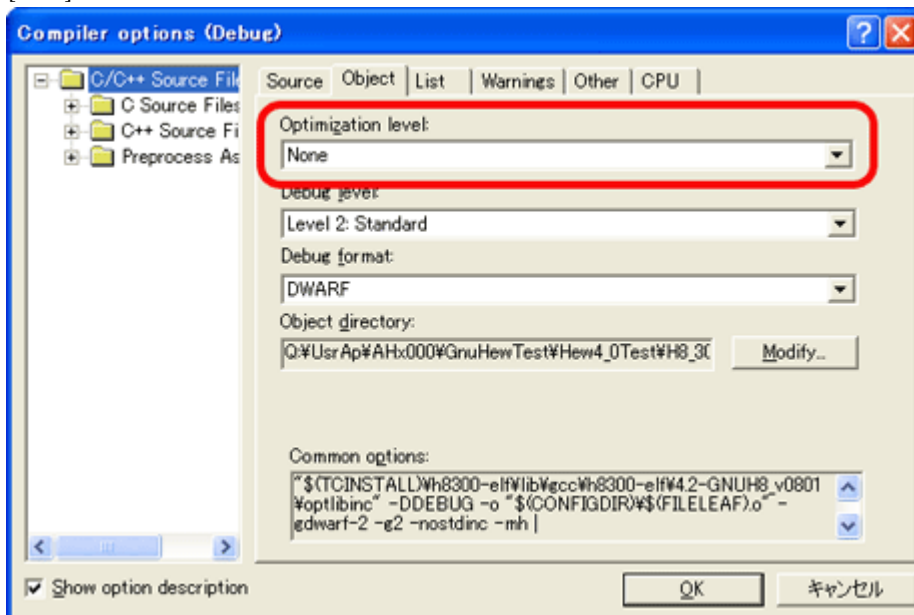 Compiler options (Debug)
C/C++ Source File
C Source Files
C++ Source Fi
Preprocess As
Source Object List Warnings Other CPU
Optimization level:
None
Debug level:
Level 2: Standard
Debug format:
DWARF
Object directory:
Q:¥UsrAp¥AHx000¥GnuHewTest¥Hew4_0Test¥H8_30
Modify...
Common options:
"$(TCINSTALL)¥h8300-elf¥lib¥gcc¥h8300-elf¥4.2-GNUH8_v0801
¥optlibinc" -DDEBUG -o "$(CONFIGDIR)¥$(FILELEAF).o" -
gdwarf-2 -g2 -nostdinc -mh
Show option description
OK
キャンセル